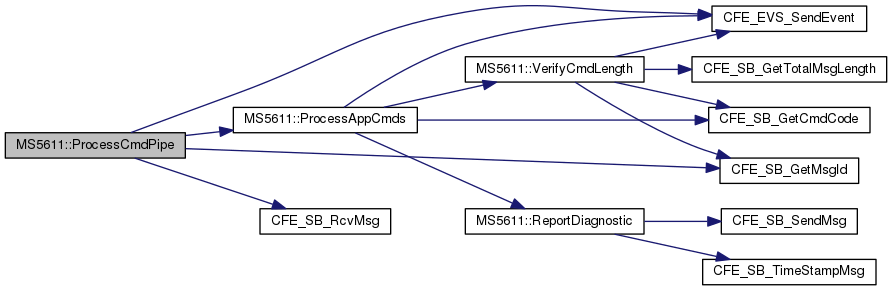 CFE_EVS_SendEvent
MS5611::VerifyCmdLength
CFE_SB_GetTotalMsgLength
MS5611::ProcessAppCmds
CFE_SB_GetCmdCode
MS5611::ProcessCmdPipe
CFE_SB_GetMsgId
CFE_SB_RcvMsg
MS5611::ReportDiagnostic
CFE_SB_SendMsg
CFE_SB_TimeStampMsg